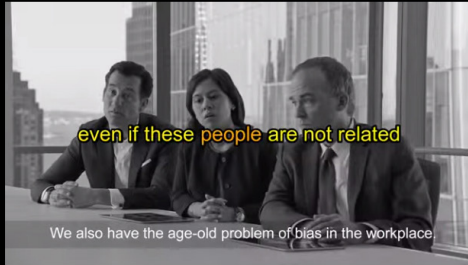 even if these people are not related
We also have the age-old problem of bias in the workplace.